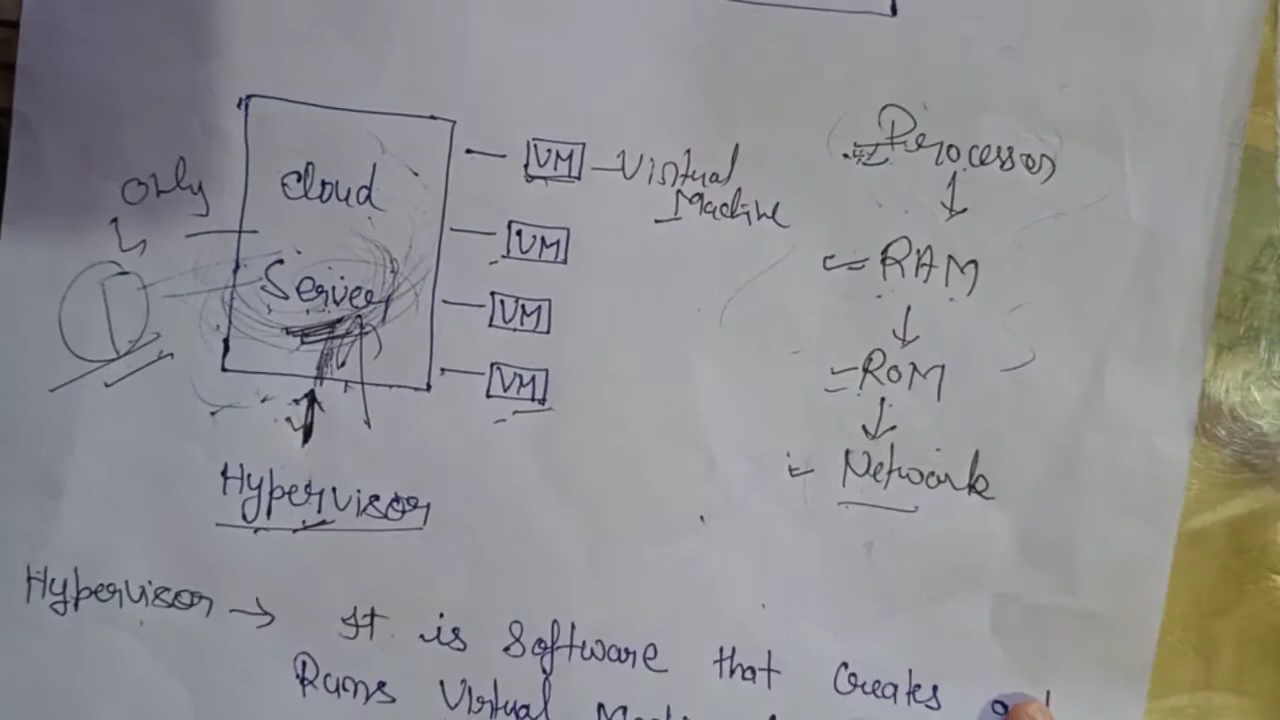 Only
Cloud
Server
VM
Virtual
Machine
VM
VM
VM
Processor
RAM
ROM
Network
Hypervisor
Hypervisor → It is Software that Creates
Runs Virtual